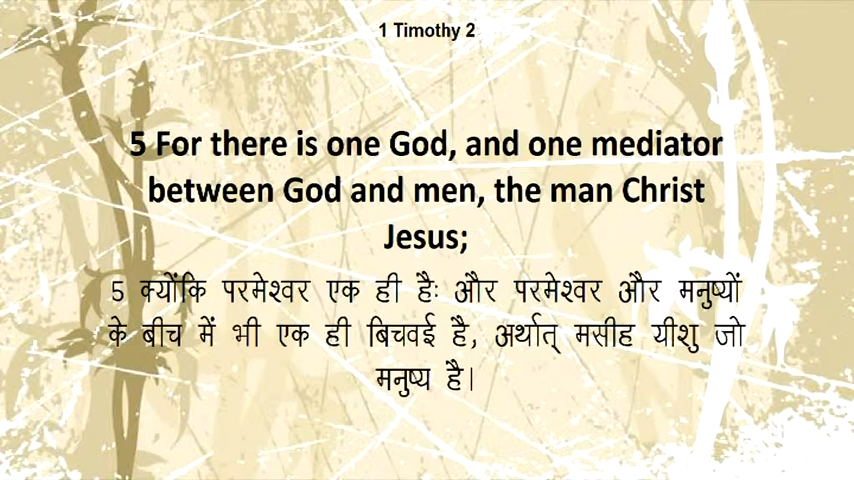 1 Timothy 2
5 For there is one God, and one mediator
between God and men, the man Christ
Jesus;
5 क्योंकि परमेश्वर एक ही हैः और परमेश्वर और मनुष्यों
के बीच में भी एक ही बिचवई है, अर्थात् मसीह यीशु जो
मनुष्य है।